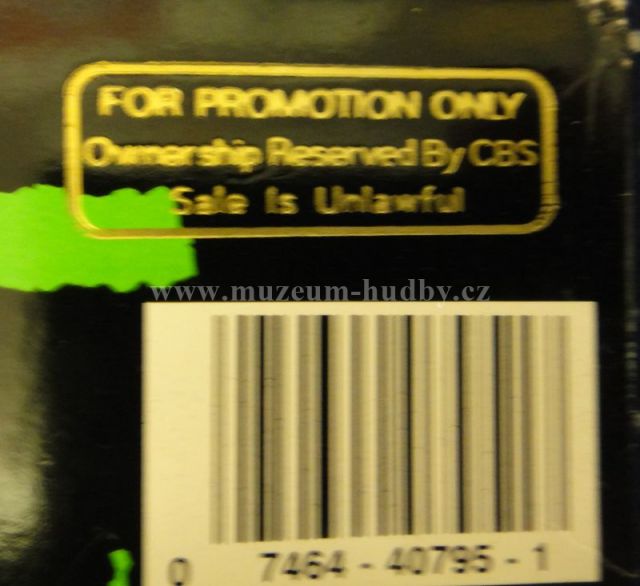 FOR PROMOTION ONLY
Ownership Reserved By CBS
Sale Is Unlawful
www.muzeum-hudby.cz
0 7464 - 40795 - 1